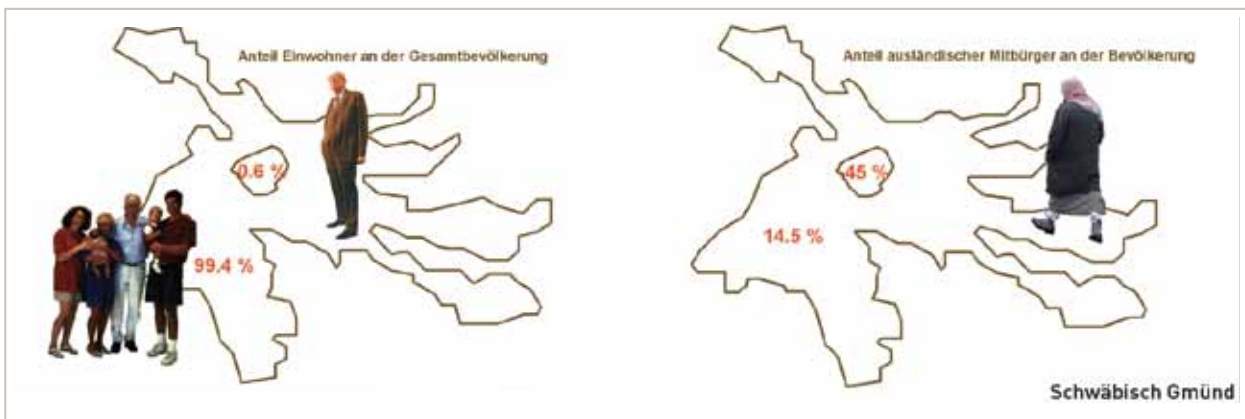 Anteil Einwohner an der Gesamtbevölkerung
0.6 %
99.4 %
Anteil ausländischer Mitbürger an der Bevölkerung
45 %
14.5 %
Schwäbisch Gmünd